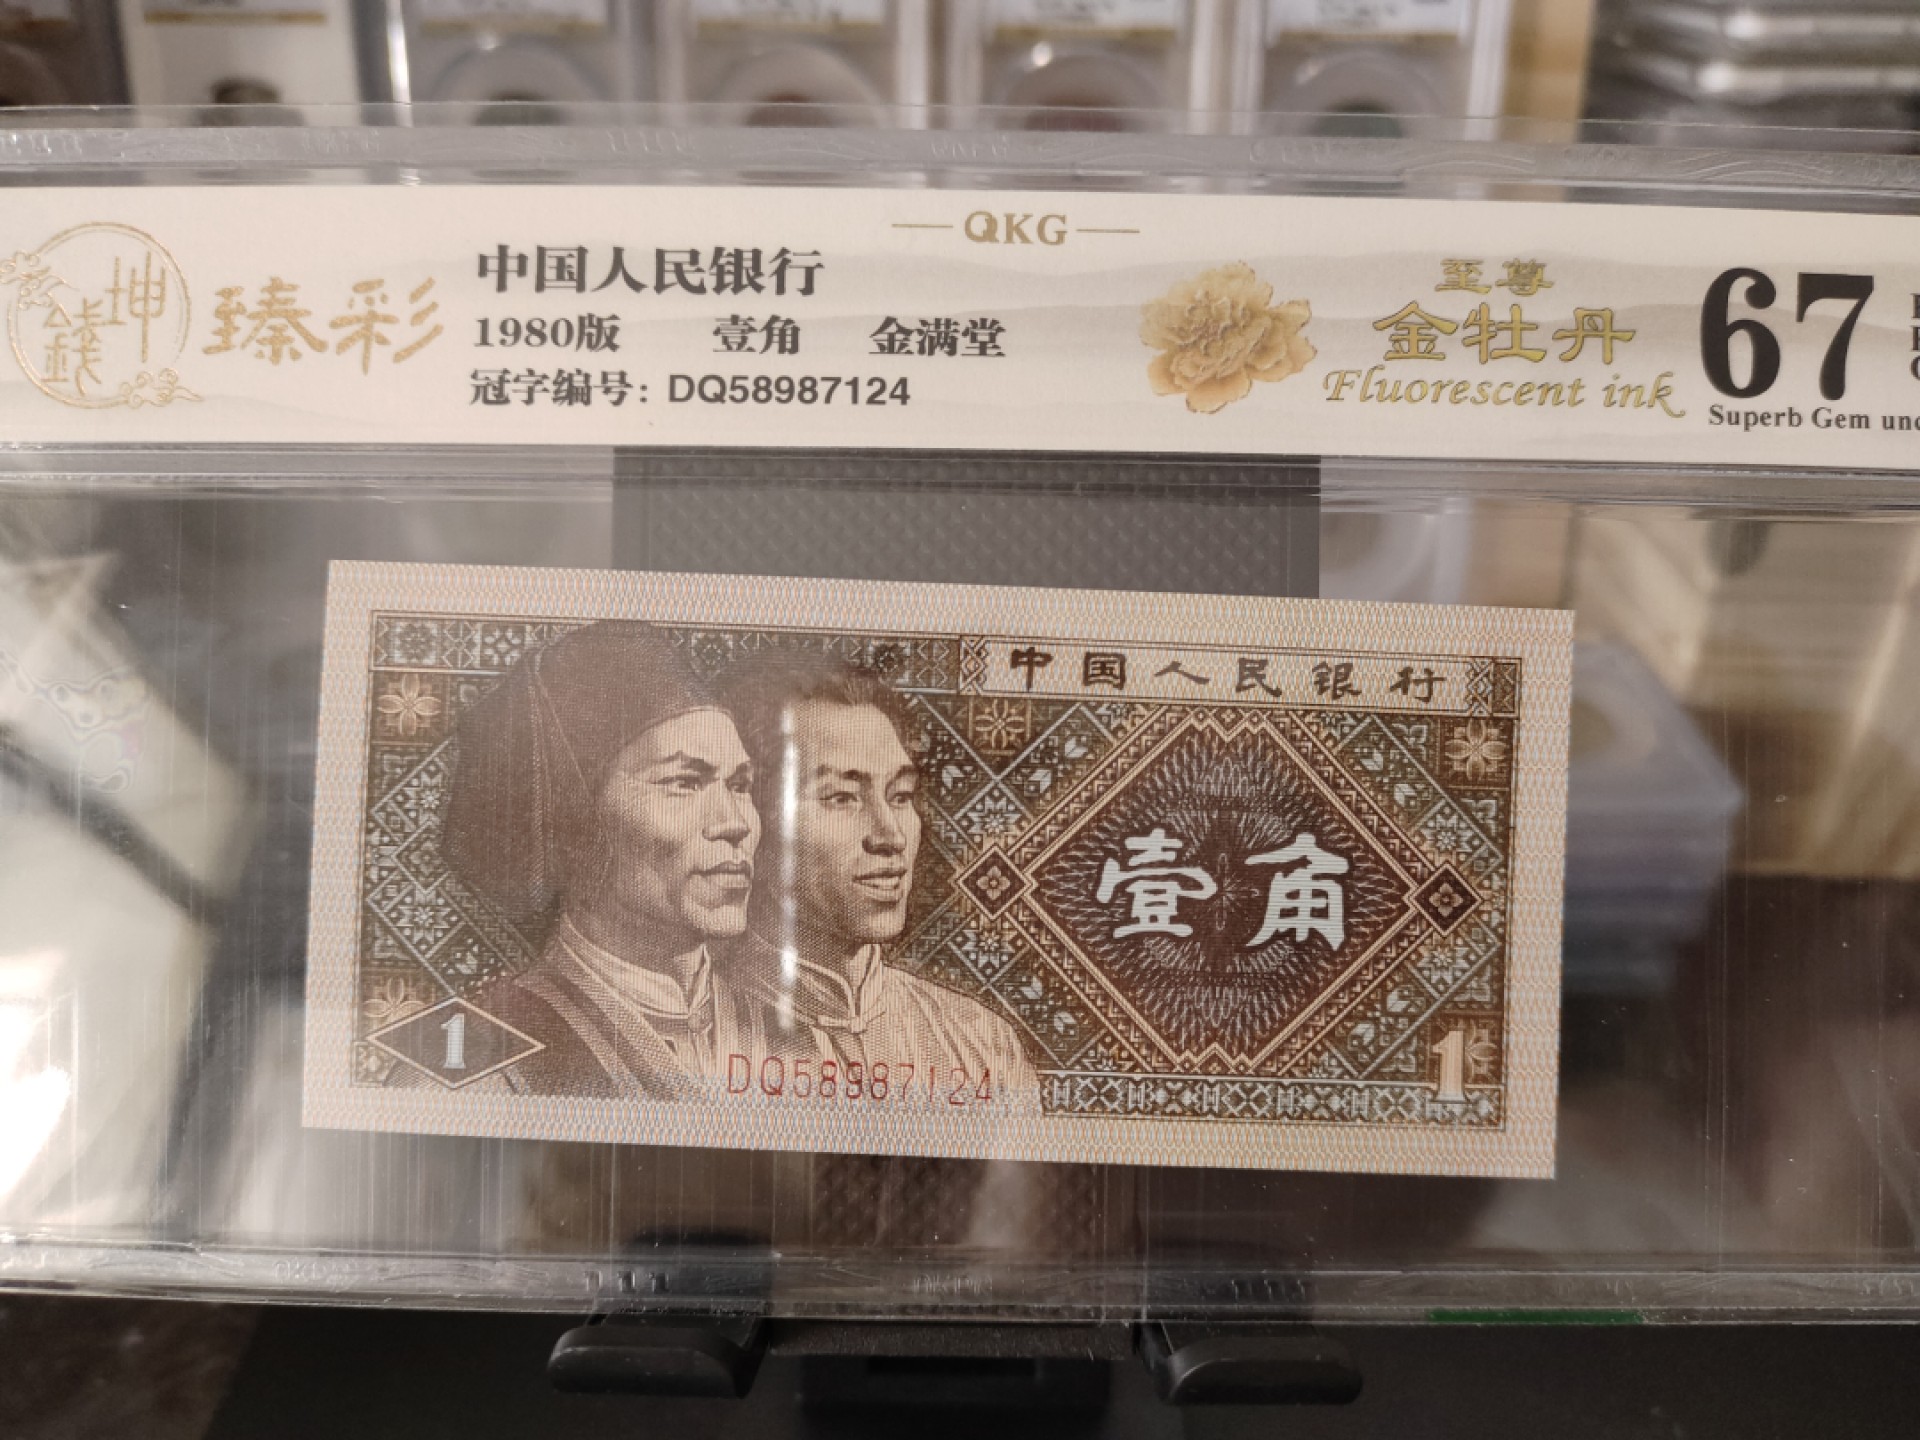 QKG
乾坤錢
臻彩
中国人民银行
1980版 壹角 金满堂
冠字编号：DQ58987124
至尊
金牡丹
Fluorescent ink
67
Superb Gem unc
中国人民银行
壹角
1
1
DQ58987124